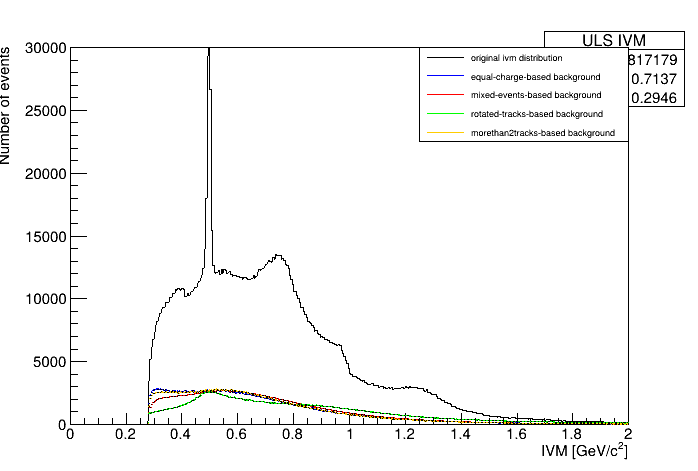 ULS IVM
817179
0.7137
0.2946
original ivm distribution
equal-charge-based background
mixed-events-based background
rotated-tracks-based background
morethan2tracks-based background
Number of events
30000
25000
20000
15000
10000
5000
0
0 0.2 0.4 0.6 0.8 1 1.2 1.4 1.6 1.8 2
IVM [GeV/c²]